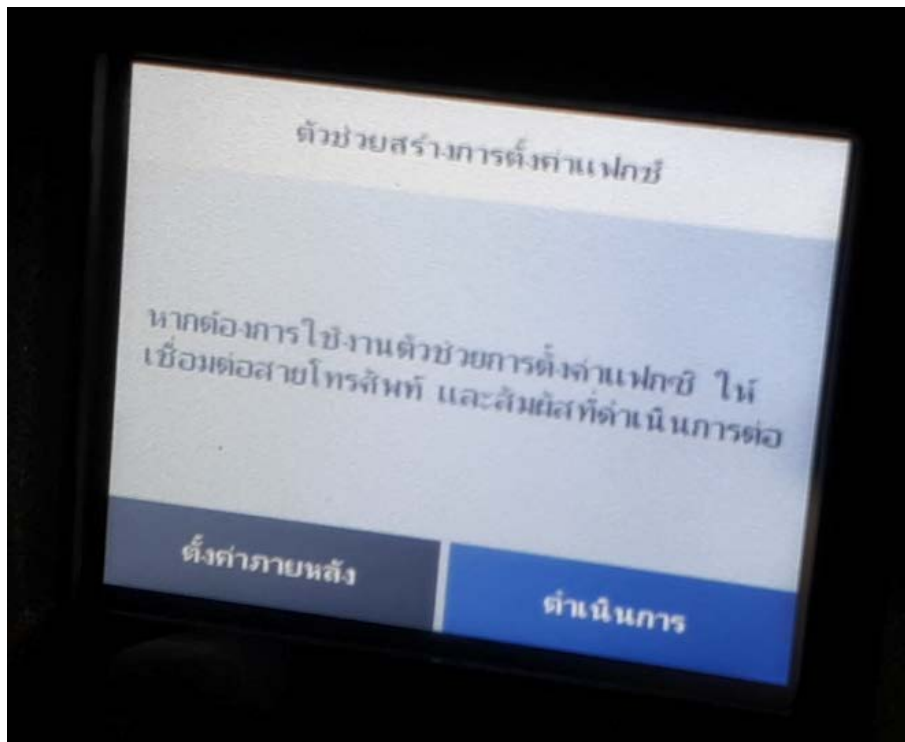 ตัวช่วยสร้างการตั้งค่าแฟกซ์
หากต้องการใช้งานตัวช่วยการตั้งค่าแฟกซ์ ให้
เชื่อมต่อสายโทรศัพท์ และสัมผัสที่ดำเนินการต่อ
ตั้งค่าภายหลัง
ดำเนินการ